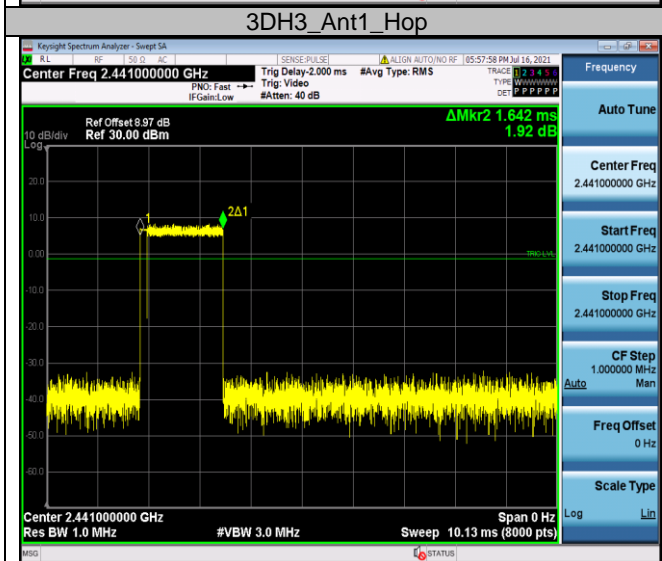 3DH3_Ant1_Hop
Keysight Spectrum Analyzer - Swept SA
RL RF 50 Ω AC SENSE:PULSE ALIGN AUTO/NO RF 05:57:58 PM Jul 16, 2021
Center Freq 2.441000000 GHz Trig Delay-2.000 ms #Avg Type: RMS TRACE 1 2 3 4 5 6
PNO: Fast Trig: Video TYPE WWWWWW
IFGain:Low #Atten: 40 dB DET P P P P P P
Frequency
Auto Tune
Ref Offset 8.97 dB ΔMkr2 1.642 ms
10 dB/div Ref 30.00 dBm 1.92 dB
Log
20.0
10.0
0.00
-10.0
-20.0
-30.0
-40.0
-50.0
-60.0
1
2Δ1
TRIG LVL
Center Freq
2.441000000 GHz
Start Freq
2.441000000 GHz
Stop Freq
2.441000000 GHz
CF Step
1.000000 MHz
Auto Man
Freq Offset
0 Hz
Scale Type
Log Lin
Center 2.441000000 GHz Span 0 Hz
Res BW 1.0 MHz #VBW 3.0 MHz Sweep 10.13 ms (8000 pts)
MSG STATUS